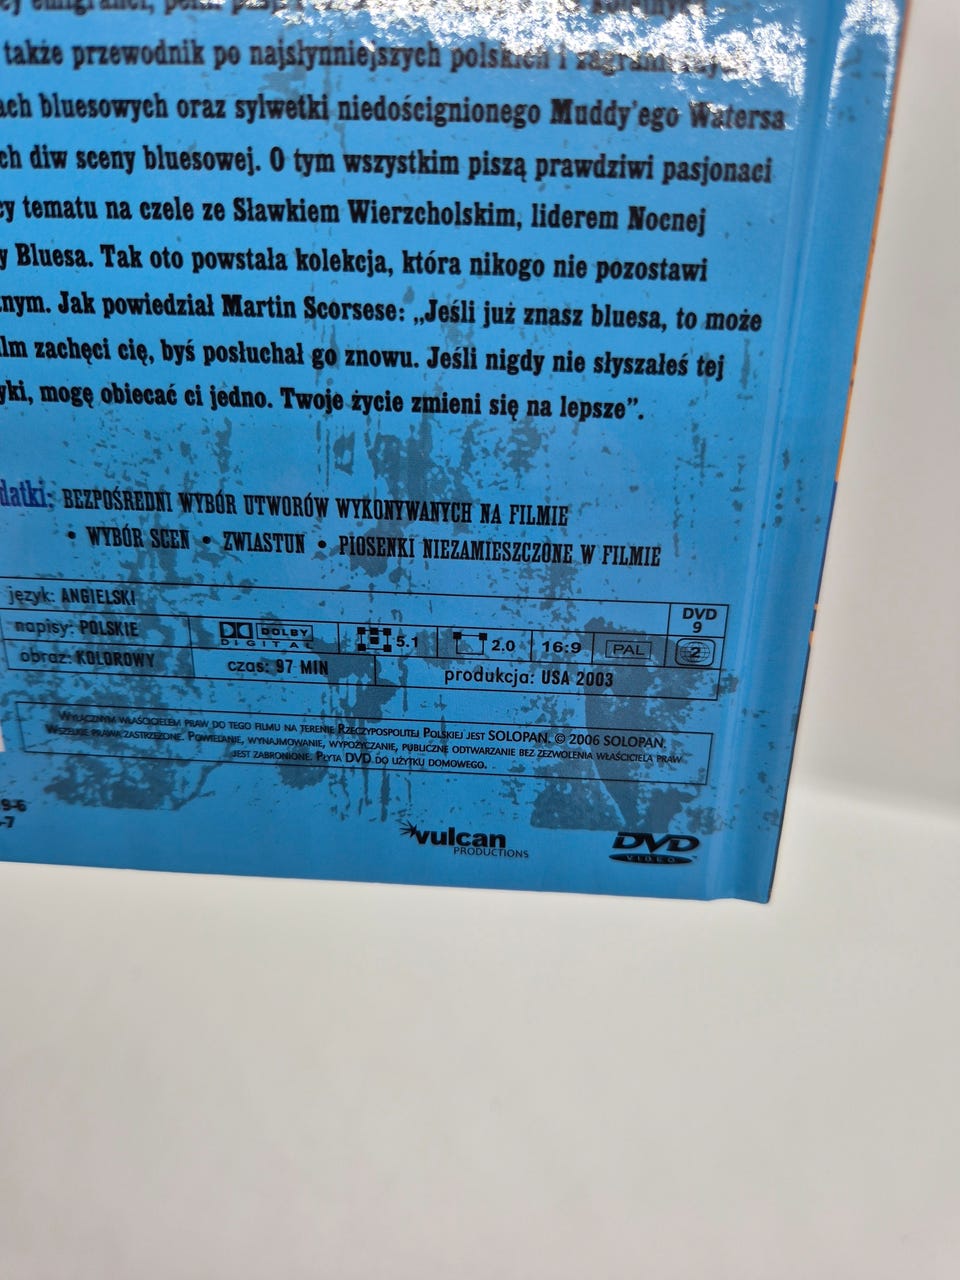 także przewodnik po najsłynniejszych polskich i
ach bluesowych oraz sylwetki niedoścignionego Muddy'ego Watersa
ch diw sceny bluesowej. O tym wszystkim piszą prawdziwi pasjonaci
cy tematu na czele ze Sławkiem Wierzcholskim, liderem Nocnej
y Bluesa. Tak oto powstała kolekcja, która nikogo nie pozostawi
nym. Jak powiedział Martin Scorsese: „Jeśli już znasz bluesa, to może
lm zachęci cię, byś posłuchał go znowu. Jeśli nigdy nie słyszałeś tej
yki, mogę obiecać ci jedno. Twoje życie zmieni się na lepsze”.
datki: BEZPOŚREDNI WYBÓR UTWORÓW WYKONYWANYCH NA FILMIE
• WYBÓR SCEN • ZWIASTUN • PIOSENKI NIEZAMIESZCZONE W FILMIE
język: ANGIELSKI
DVD 9
napisy: POLSKIE
DOLBY DIGITAL 5.1 2.0 16:9 PAL 2
obraz: KOLOROWY czas: 97 MIN produkcja: USA 2003
WYŁĄCZNYM WŁAŚCICIELEM PRAW DO TEGO FILMU NA TERENIE RZECZYPOSPOLITEJ POLSKIEJ JEST SOLOPAN. © 2006 SOLOPAN.
WSZELKIE PRAWA ZASTRZEŻONE. POWIELANIE, WYNAJMOWANIE, WYPOŻYCZANIE, PUBLICZNE ODTWARZANIE BEZ ZEZWOLENIA WŁAŚCICIELA PRAW
JEST ZABRONIONE. PŁYTA DVD DO UŻYTKU DOMOWEGO.
9-6
-7
vulcan
PRODUCTIONS
DVD
VIDEO